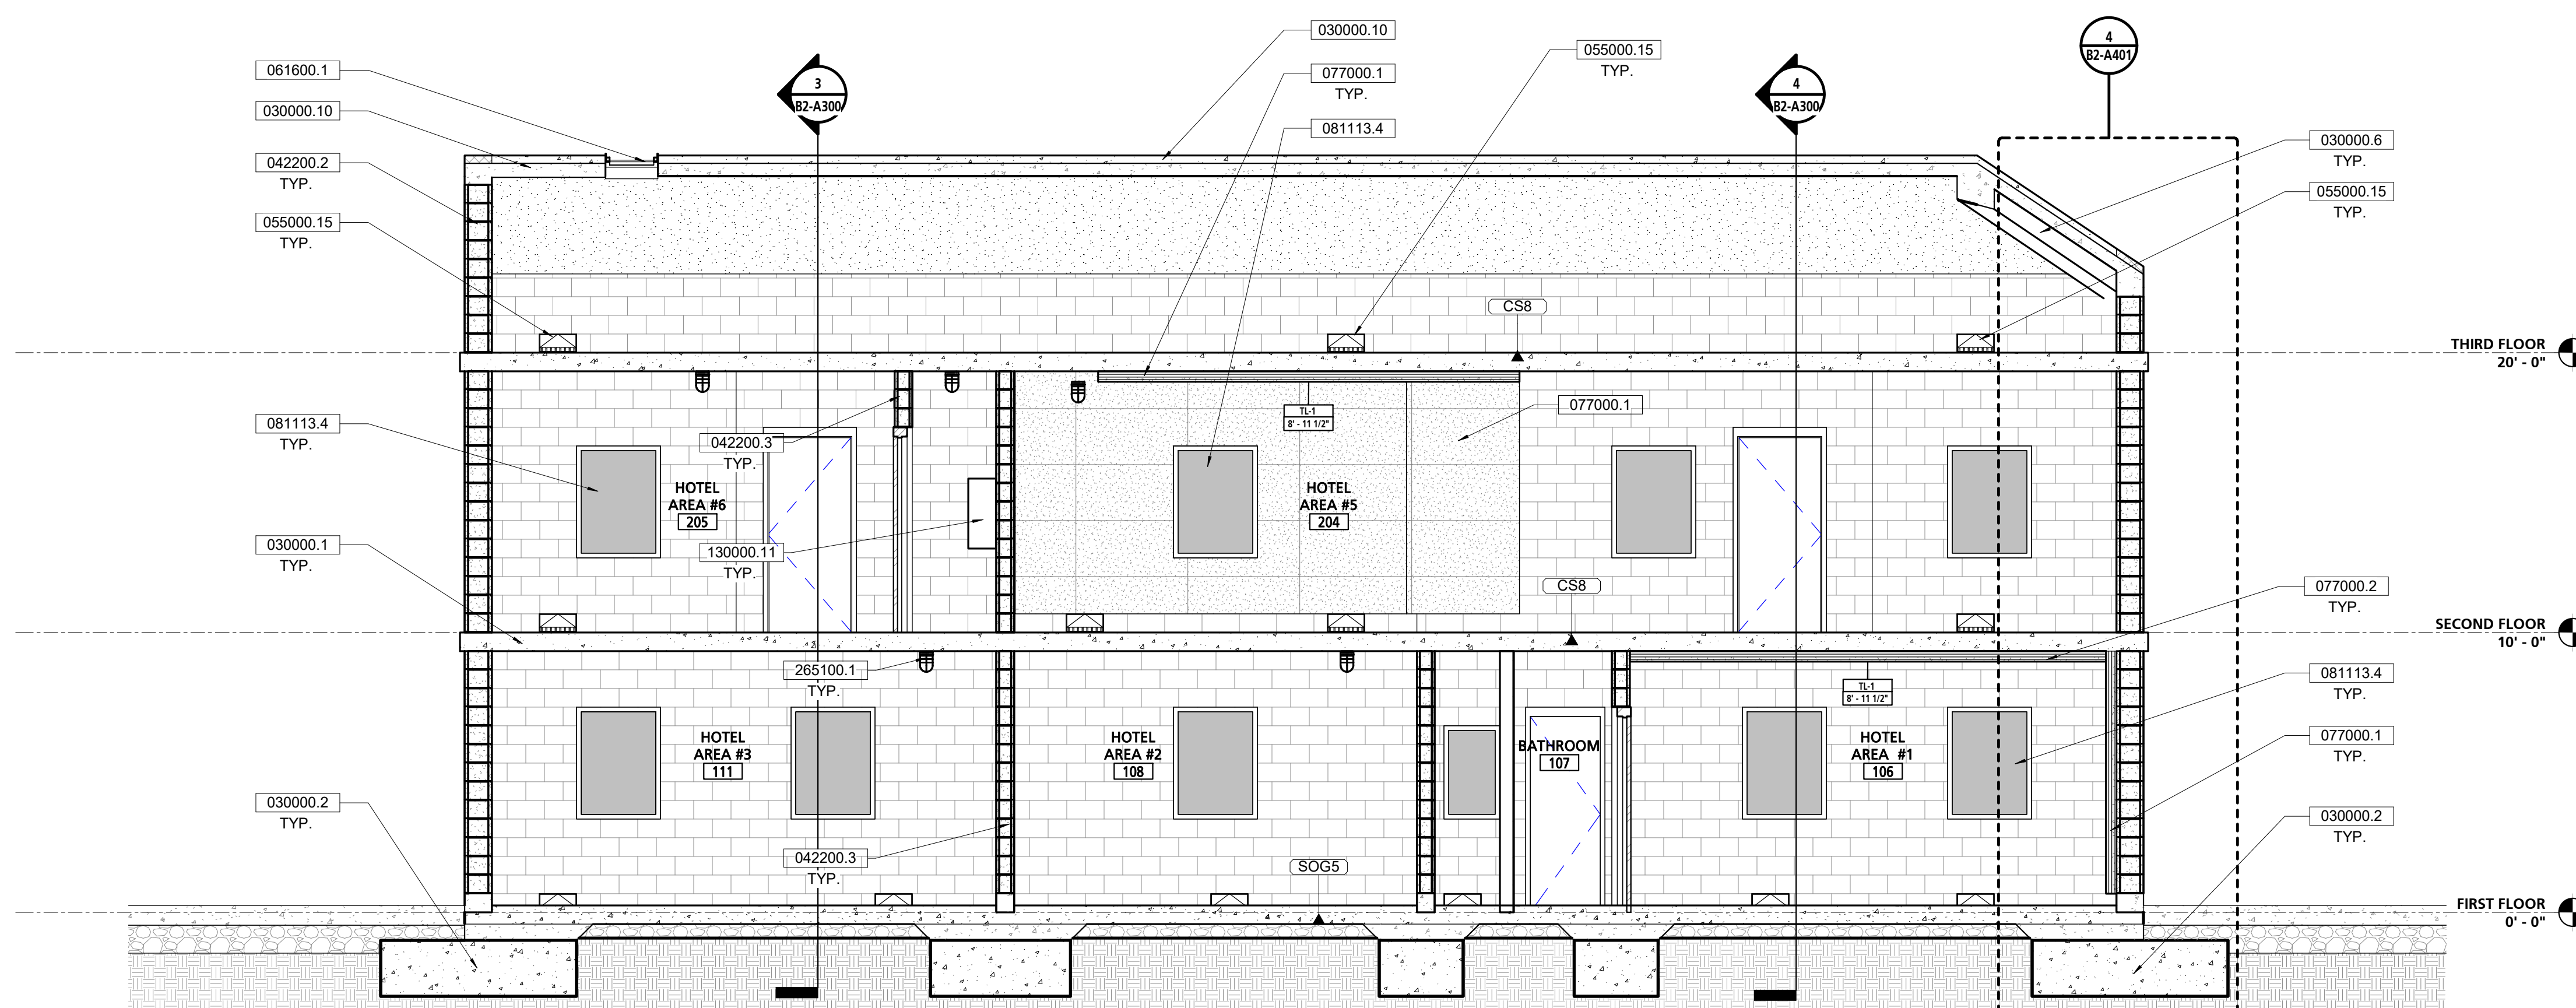 030000.10
4
B2-A401
055000.15
TYP.
061600.1
077000.1
TYP.
3
B2-A300
4
B2-A300
030000.10
081113.4
030000.6
TYP.
042200.2
TYP.
055000.15
TYP.
055000.15
TYP.
CS8
THIRD FLOOR
20' - 0"
077000.1
TL-1
8' - 11 1/2"
081113.4
TYP.
042200.3
TYP.
HOTEL
AREA #6
205
HOTEL
AREA #5
204
030000.1
TYP.
130000.11
TYP.
CS8
077000.2
TYP.
SECOND FLOOR
10' - 0"
265100.1
TYP.
TL-1
8' - 11 1/2"
081113.4
TYP.
HOTEL
AREA #3
111
HOTEL
AREA #2
108
BATHROOM
107
HOTEL
AREA #1
106
077000.1
TYP.
030000.2
TYP.
030000.2
TYP.
042200.3
TYP.
SOG5
FIRST FLOOR
0' - 0"